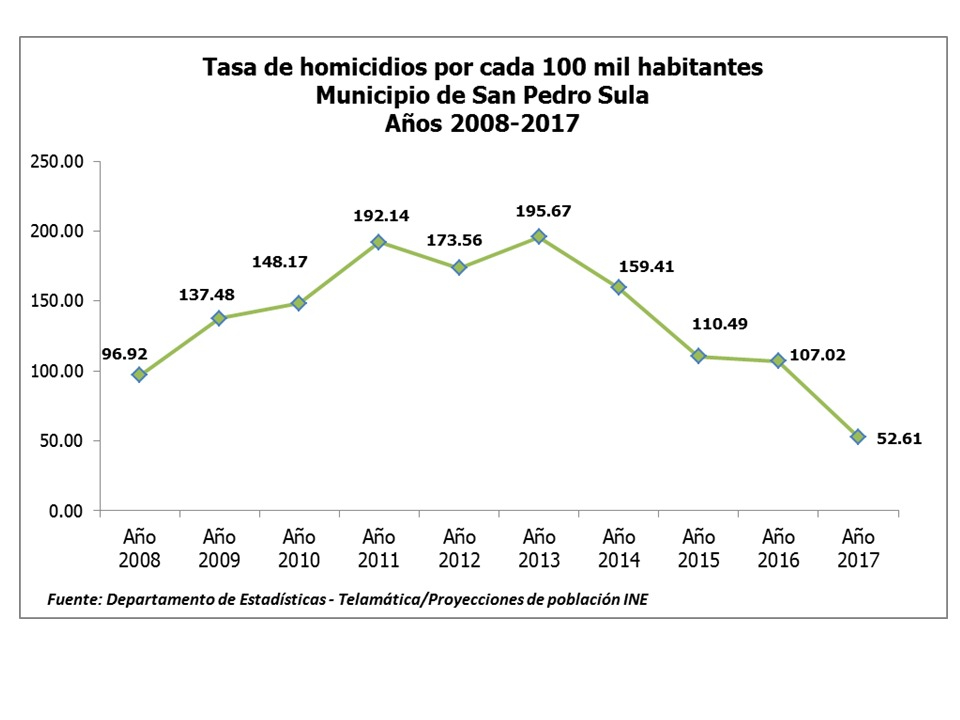 Tasa de homicidios por cada 100 mil habitantes
Municipio de San Pedro Sula
Años 2008-2017
250.00
200.00
150.00
100.00
50.00
0.00
96.92
137.48
148.17
192.14
173.56
195.67
159.41
110.49
107.02
52.61
Año Año Año Año Año Año Año Año Año Año
2008 2009 2010 2011 2012 2013 2014 2015 2016 2017
Fuente: Departamento de Estadísticas - Telamática/Proyecciones de población INE